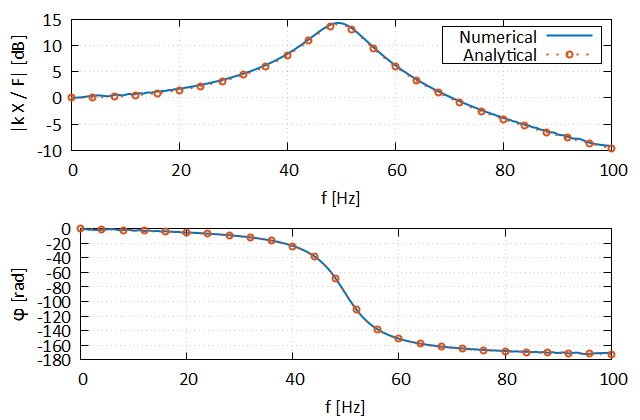 15
10
5
0
-5
-10
|k X / F| [dB]
Numerical
Analytical
0 20 40 60 80 100
f [Hz]
0
-20
-40
-60
-80
-100
-120
-140
-160
-180
φ [rad]
0 20 40 60 80 100
f [Hz]